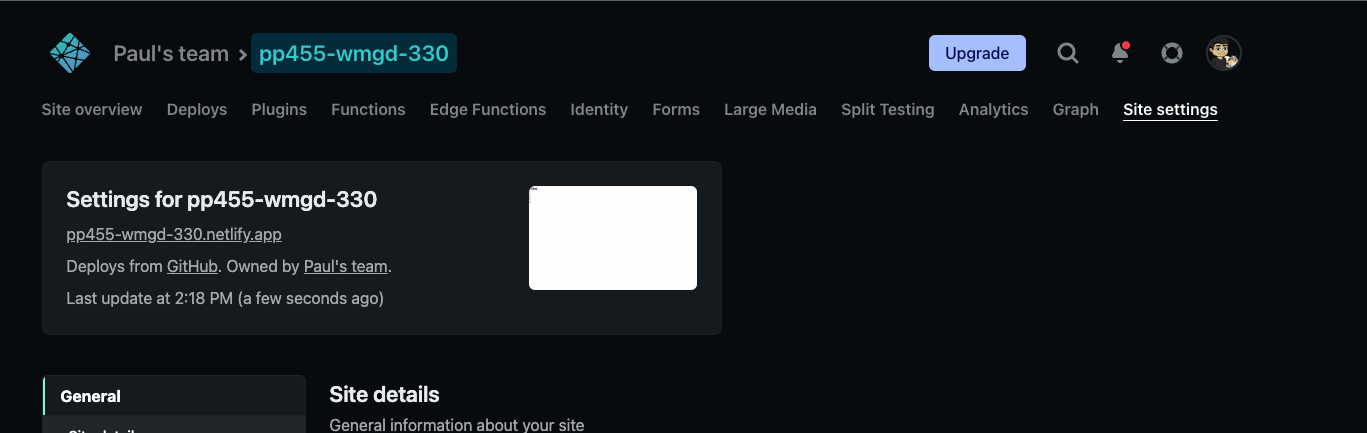 Paul's team > pp455-wmgd-330
Upgrade
Site overview Deploys Plugins Functions Edge Functions Identity Forms Large Media Split Testing Analytics Graph Site settings
Settings for pp455-wmgd-330
pp455-wmgd-330.netlify.app
Deploys from GitHub. Owned by Paul's team.
Last update at 2:18 PM (a few seconds ago)
General
Site details
General information about your site